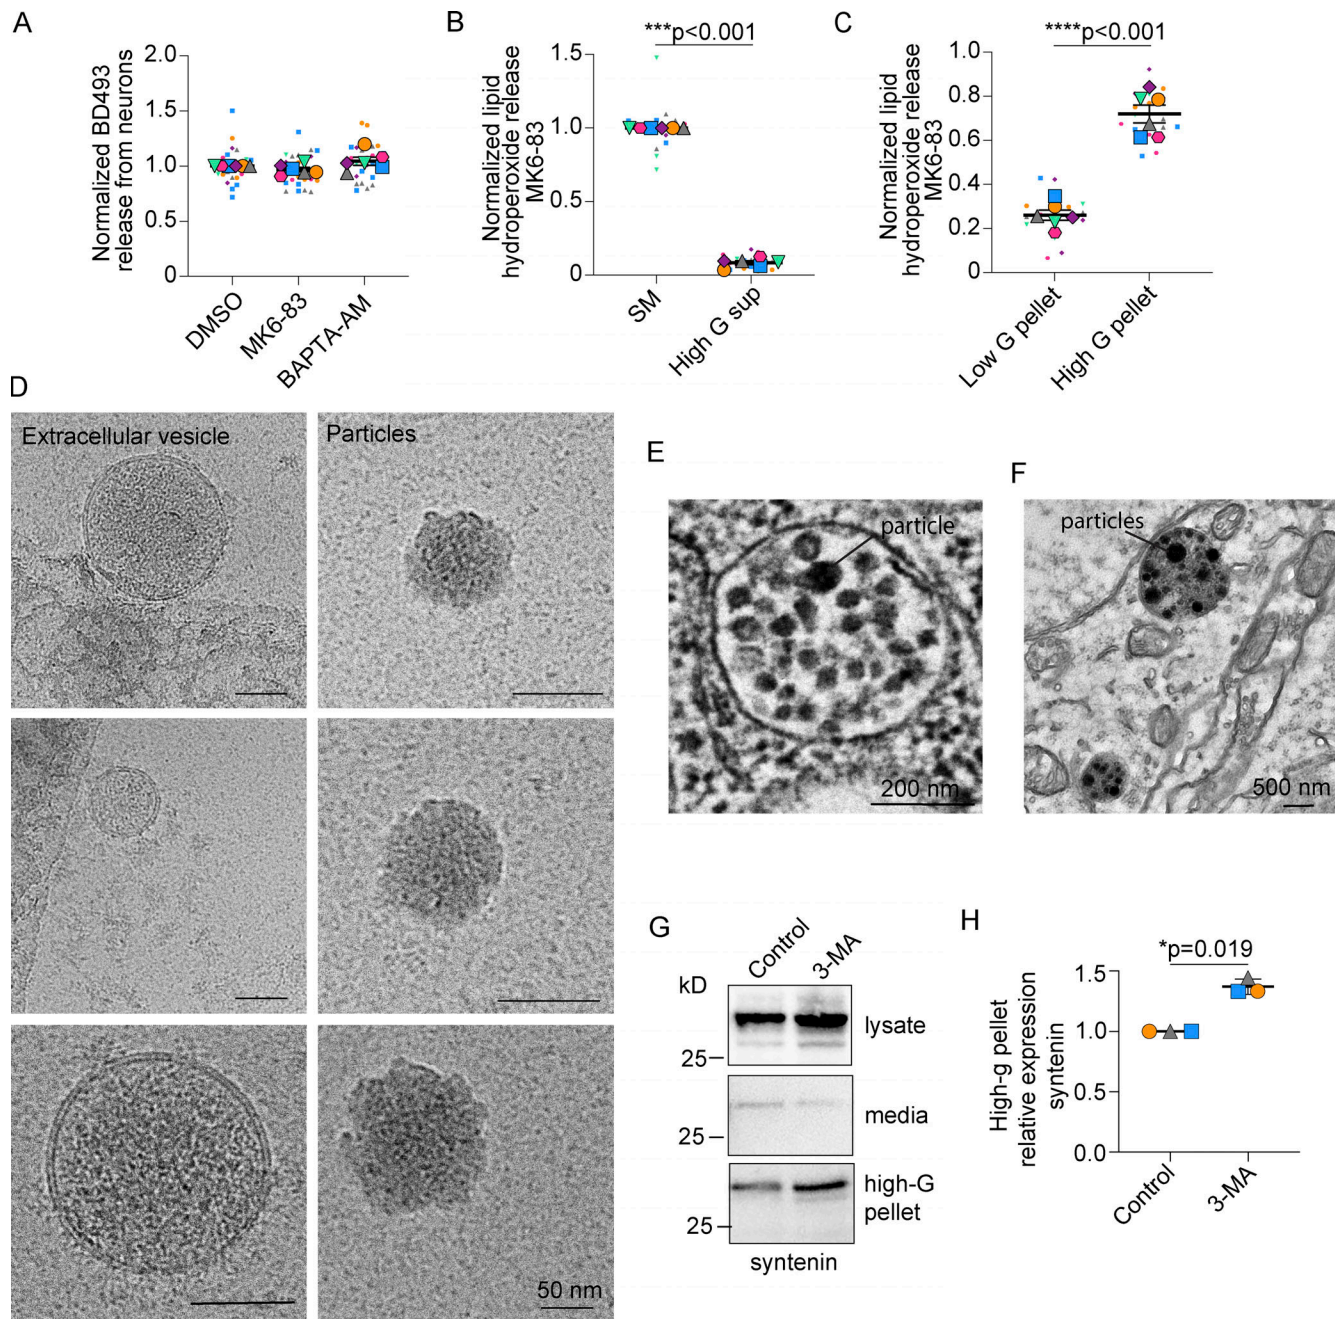 A
Normalized BD493
release from neurons
2.0
1.5
1.0
0.5
0
DMSO
MK6-83
BAPTA-AM
B
***p<0.001
Normalized lipid
hydroperoxide release
MK6-83
1.5
1.0
0.5
0
SM
High G sup
C
****p<0.001
Normalized lipid
hydroperoxide release
MK6-83
1.0
0.8
0.6
0.4
0.2
0
Low G pellet
High G pellet
D
Extracellular vesicle
Particles
50 nm
E
particle
200 nm
F
particles
500 nm
G
Control
3-MA
kD
lysate
25
media
25
high-G
pellet
25
syntenin
H
*p=0.019
High-g pellet
relative expression
syntenin
1.5
1.0
0.5
0.0
Control
3-MA